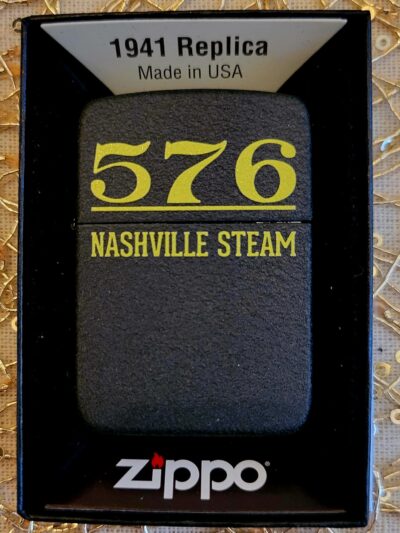 1941 Replica
Made in USA
576
NASHVILLE STEAM
zippo